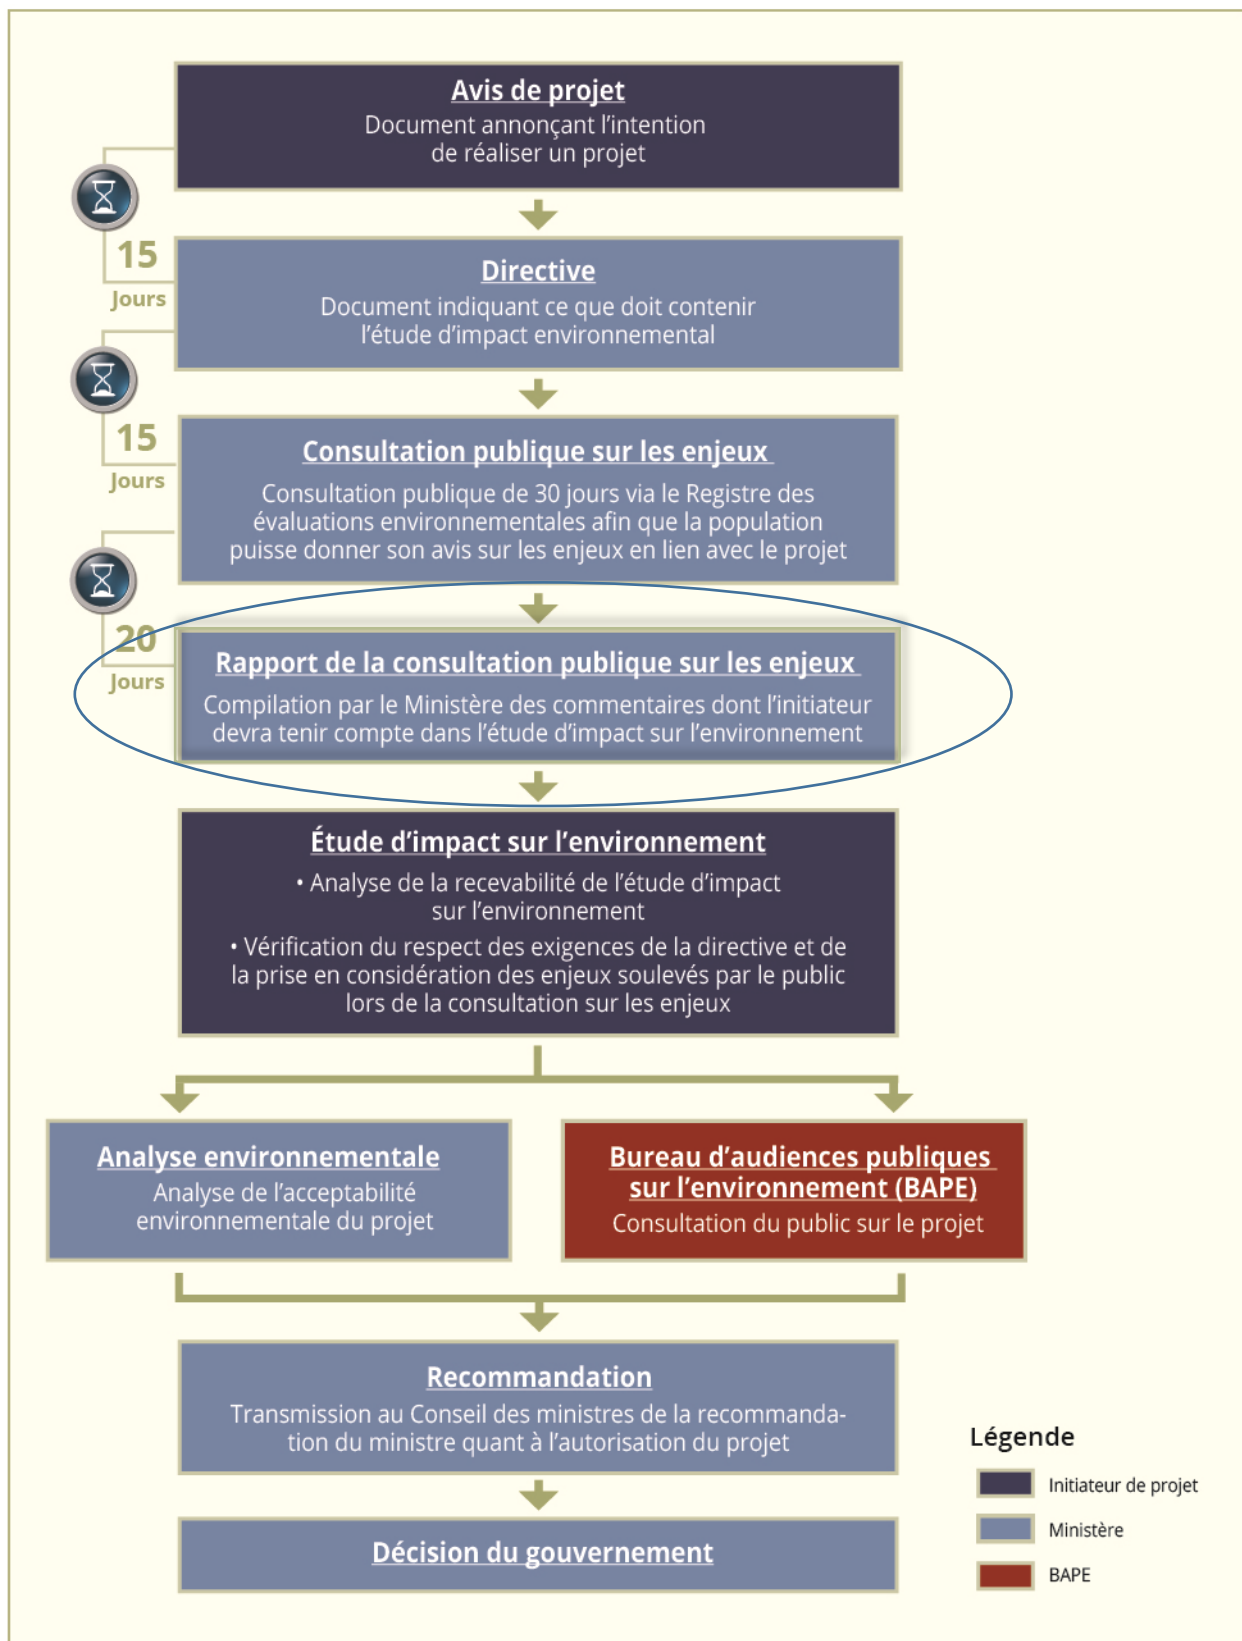 Avis de projet
Document annonçant l'intention
de réaliser un projet
15
Jours
Directive
Document indiquant ce que doit contenir
l'étude d'impact environnemental
15
Jours
Consultation publique sur les enjeux
Consultation publique de 30 jours via le Registre des
évaluations environnementales afin que la population
puisse donner son avis sur les enjeux en lien avec le projet
20
Jours
Rapport de la consultation publique sur les enjeux
Compilation par le Ministère des commentaires dont l'initiateur
devra tenir compte dans l'étude d'impact sur l'environnement
Étude d'impact sur l'environnement
• Analyse de la recevabilité de l'étude d'impact
sur l'environnement
• Vérification du respect des exigences de la directive et de
la prise en considération des enjeux soulevés par le public
lors de la consultation sur les enjeux
Analyse environnementale
Analyse de l'acceptabilité
environnementale du projet
Bureau d'audiences publiques
sur l'environnement (BAPE)
Consultation du public sur le projet
Recommandation
Transmission au Conseil des ministres de la recommanda-
tion du ministre quant à l'autorisation du projet
Décision du gouvernement
Légende
Initiateur de projet
Ministère
BAPE